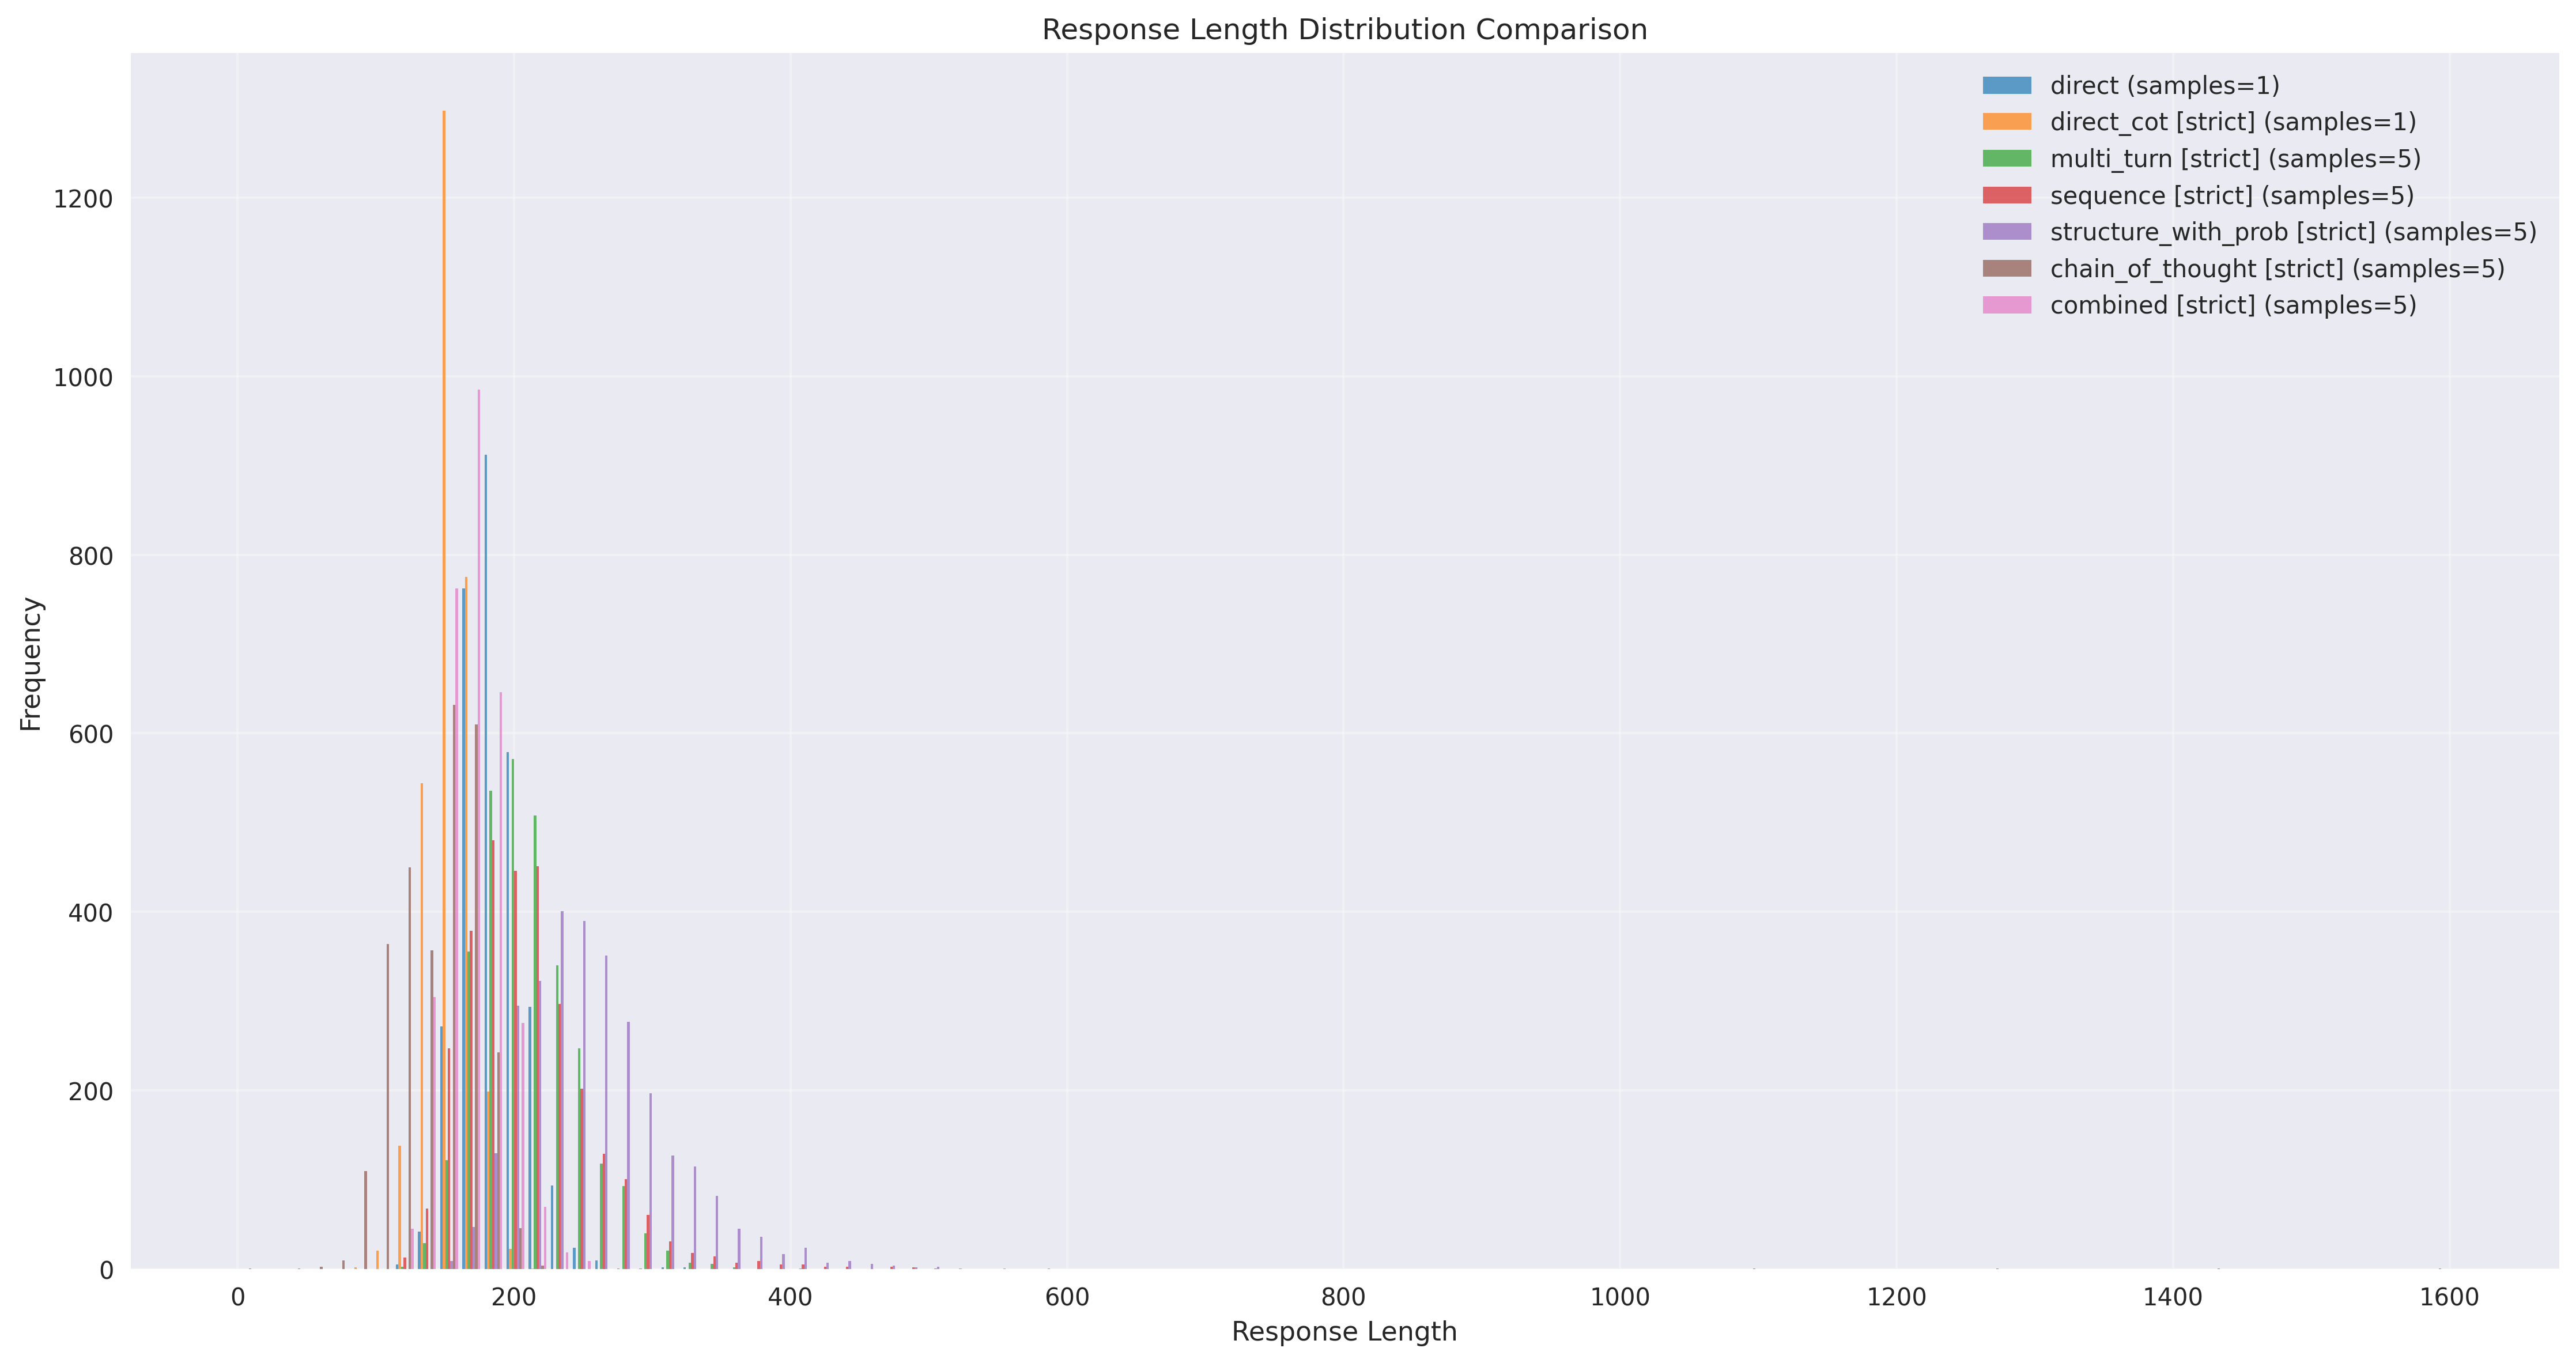 Response Length Distribution Comparison
direct (samples=1)
direct_cot [strict] (samples=1)
multi_turn [strict] (samples=5)
sequence [strict] (samples=5)
structure_with_prob [strict] (samples=5)
chain_of_thought [strict] (samples=5)
combined [strict] (samples=5)
Frequency
1200
1000
800
600
400
200
0
0 200 400 600 800 1000 1200 1400 1600
Response Length